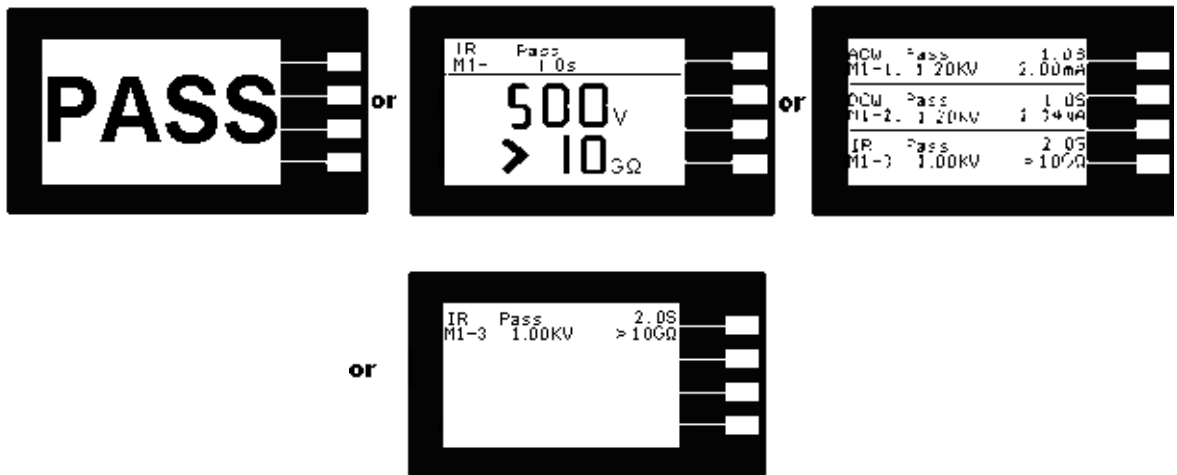 PASS
or
IR Pass
M1- 1.0s
500V
> 10GΩ
or
ACW Pass 1.0S
M1-1. 1.20KV 2.00mA
DCW Pass 1.0S
M1-2. 1.20KV
IR Pass 2.0S
M1-3 1.00KV >10GΩ
or
IR Pass 2.0S
M1-3 1.00KV >10GΩ